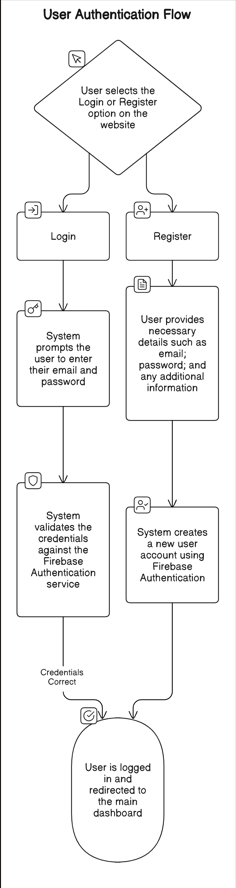 User Authentication Flow
User selects the
Login or Register
option on the
website
Login
Register
System
prompts the
user to enter
their email and
password
User provides
necessary
details such as
email;
password; and
any additional
information
System
validates the
credentials
against the
Firebase
Authentication
service
System creates
a new user
account using
Firebase
Authentication
Credentials
Correct
User is logged
in and
redirected to
the main
dashboard